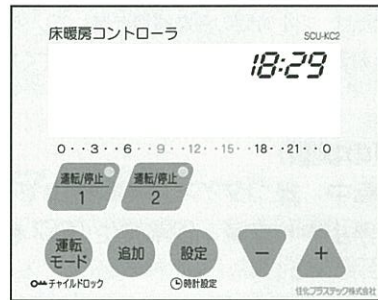 床暖房コントローラ SCU-KC2
18:29
0・・3・・6・・9・・12・・15・・18・・21・・0
運転/停止 1 運転/停止 2
運転モード 追加 設定 − +
チャイルドロック 時計設定
住化プラステック株式会社